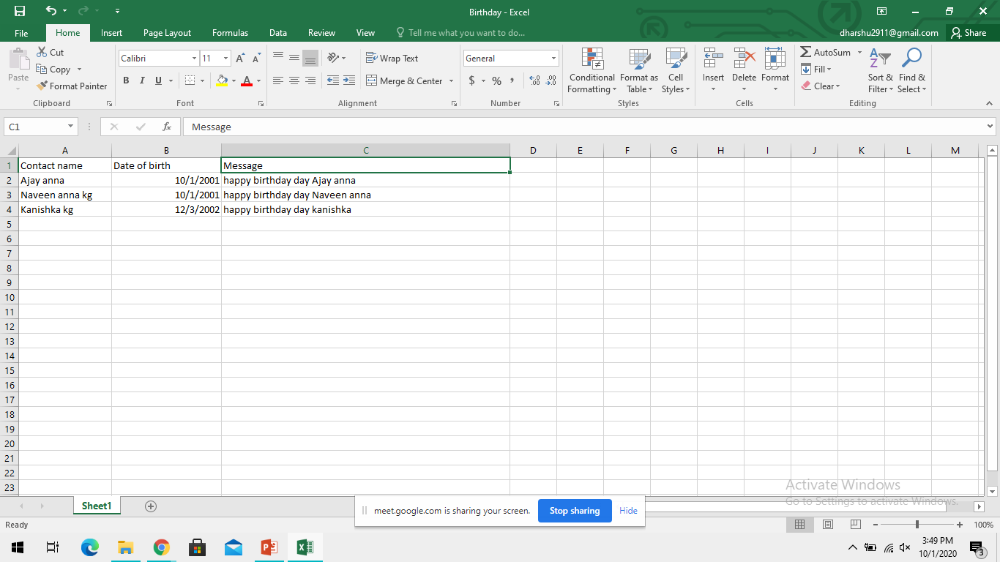 Birthday - Excel
File Home Insert Page Layout Formulas Data Review View Tell me what you want to do... dharshu2911@gmail.com Share
Paste Cut Copy Format Painter Clipboard
Calibri 11 A A B I U A Font
Wrap Text Merge & Center Alignment
General $ % , .0 .00 .00 .0 Number
Conditional Formatting Format as Table Cell Styles Styles
Insert Delete Format Cells
AutoSum Fill Clear Sort & Filter Find & Select Editing
C1 fx Message
A B C D E F G H I J K L M
1 Contact name Date of birth Message
2 Ajay anna 10/1/2001 happy birthday day Ajay anna
3 Naveen anna kg 10/1/2001 happy birthday day Naveen anna
4 Kanishka kg 12/3/2002 happy birthday day kanishka
5
6
7
8
9
10
11
12
13
14
15
16
17
18
19
20
21
22
23
Activate Windows
Go to Settings to activate Windows.
Sheet1
meet.google.com is sharing your screen. Stop sharing Hide
Ready 100%
3:49 PM
10/1/2020
3